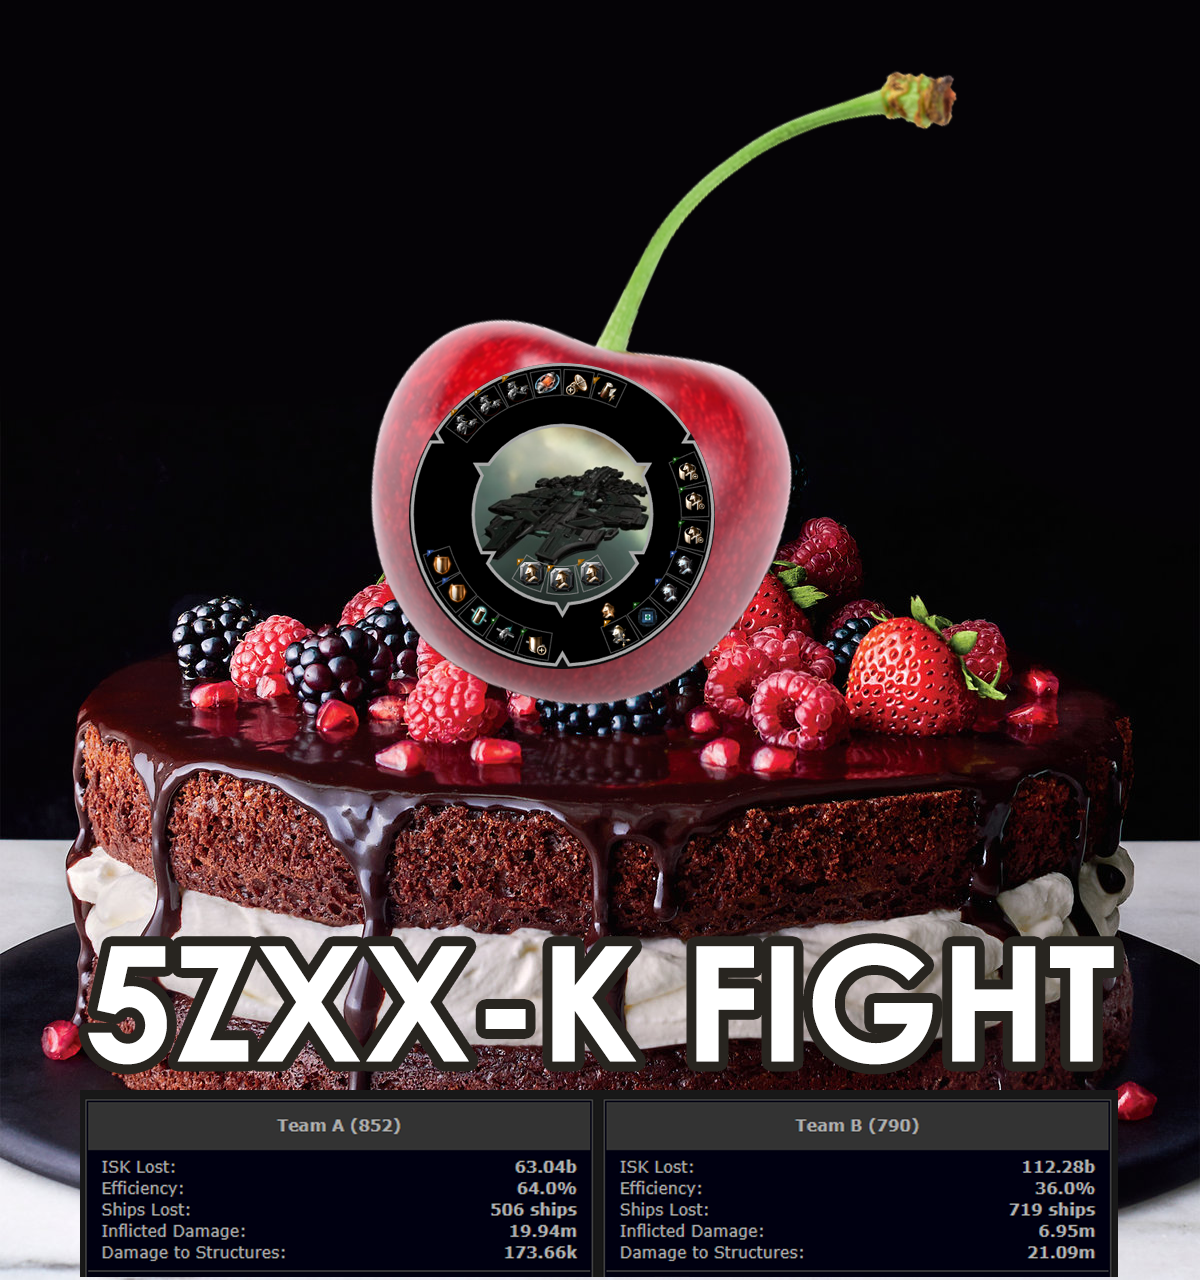 5ZXX-K FIGHT
Team A (852)
ISK Lost: 63.04b
Efficiency: 64.0%
Ships Lost: 506 ships
Inflicted Damage: 19.94m
Damage to Structures: 173.66k
Team B (790)
ISK Lost: 112.28b
Efficiency: 36.0%
Ships Lost: 719 ships
Inflicted Damage: 6.95m
Damage to Structures: 21.09m